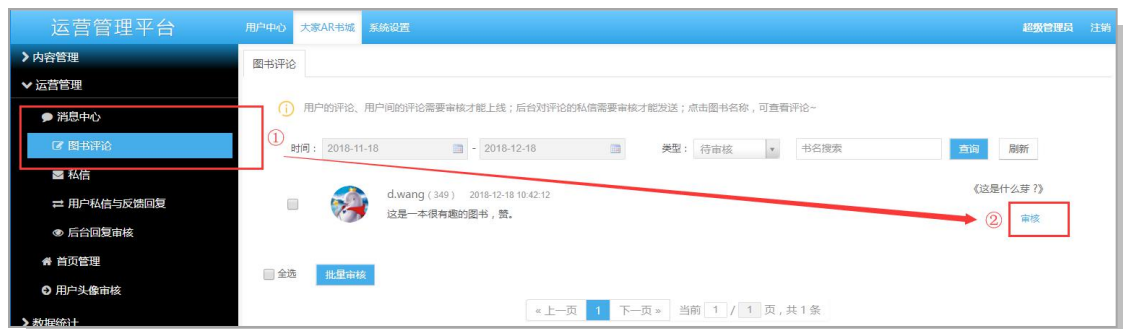 运营管理平台 用户中心 大家AR书城 系统设置 超级管理员 注销
内容管理
运营管理
消息中心
图书评论
私信
用户私信与反馈回复
后台回复审核
首页管理
用户头像审核
数据统计
图书评论
用户的评论、用户间的评论需要审核才能上线；后台对评论的私信需要审核才能发送；点击图书名称，可查看评论~
① 时间： 2018-11-18 - 2018-12-18 类型： 待审核 书名搜索 查询 刷新
d.wang（349） 2018-12-18 10:42:12 《这是什么芽?》
这是一本很有趣的图书，赞。 ② 审核
全选 批量审核
« 上一页 1 下一页 » 当前 1 / 1 页，共 1 条